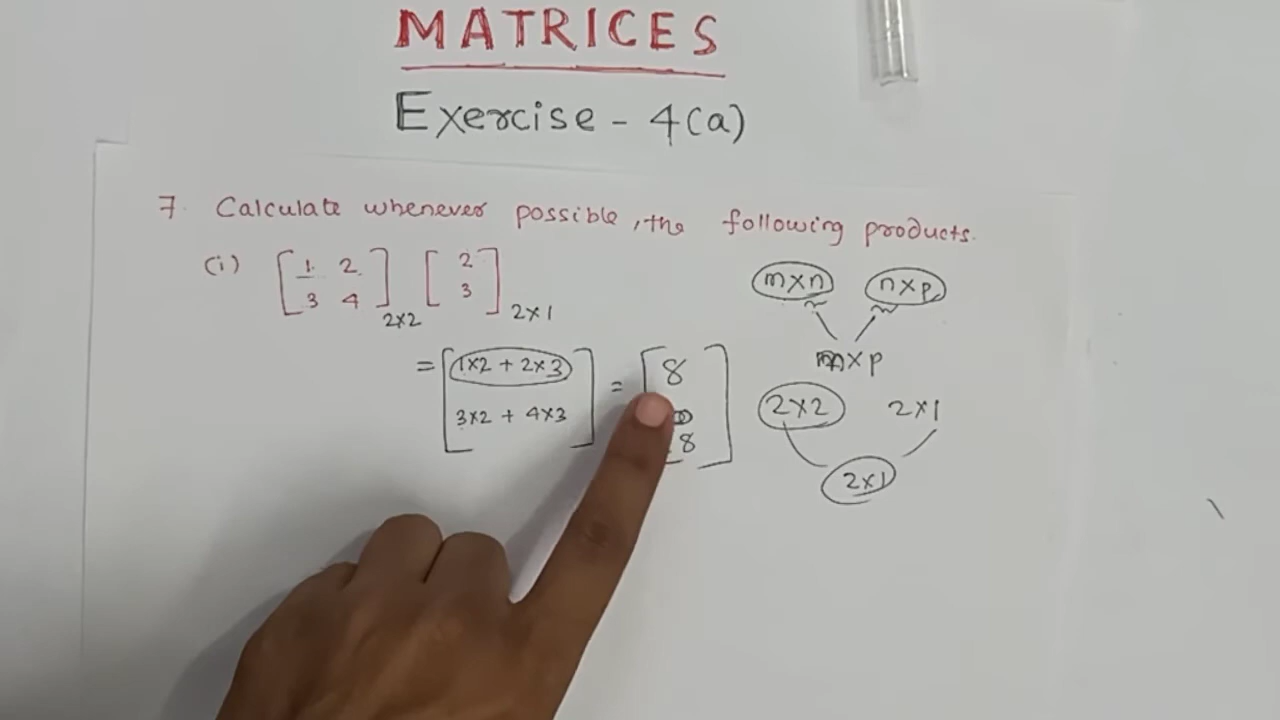 MATRICES
Exercise - 4(a)
7. Calculate whenever possible, the following products.
(i) [1 2 [2
3 4] 2×2 3] 2×1
m×n n×p
m×p
= [1×2 + 2×3 = [8
3×2 + 4×3] 8]
2×2 2×1
2×1